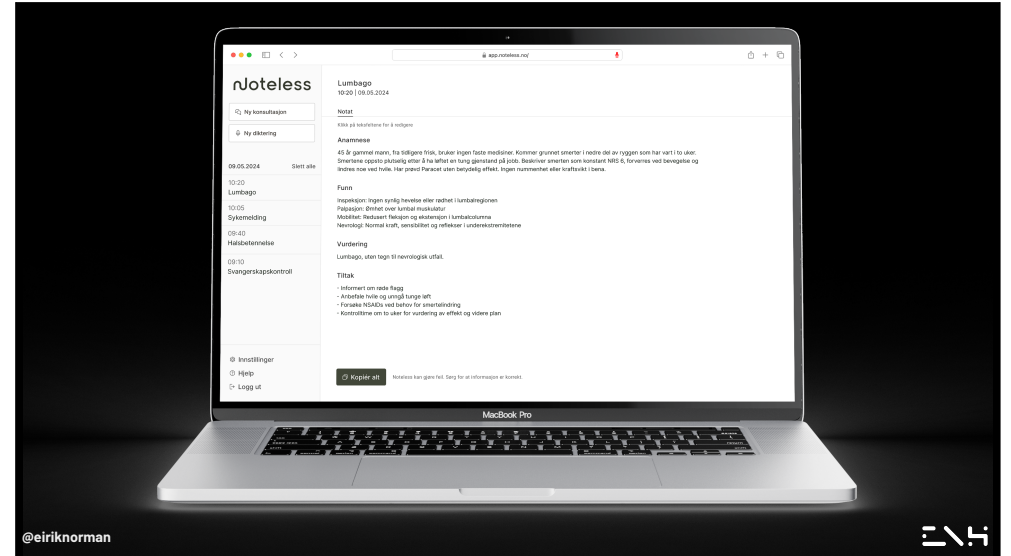 app.noteless.no/
Noteless
Ny konsultasjon
Ny diktering
09.05.2024 Slett alle
10:20
Lumbago
10:05
Sykemelding
09:40
Halsbetennelse
09:10
Svangerskapskontroll
Innstillinger
Hjelp
Logg ut
Lumbago
10:20 | 09.05.2024
Notat
Klikk på tekstfeltene for å redigere
Anamnese
45 år gammel mann, fra tidligere frisk, bruker ingen faste medisiner. Kommer grunnet smerter i nedre del av ryggen som har vart i to uker.
Smertene oppsto plutselig etter å ha løftet en tung gjenstand på jobb. Beskriver smerten som konstant NRS 6, forverres ved bevegelse og
lindres noe ved hvile. Har prøvd Paracet uten betydelig effekt. Ingen nummenhet eller kraftsvikt i bena.
Funn
Inspeksjon: Ingen synlig hevelse eller rødhet i lumbalregionen
Palpasjon: Ømhet over lumbal muskulatur
Mobilitet: Redusert fleksjon og ekstensjon i lumbalcolumna
Nevrologi: Normal kraft, sensibilitet og reflekser i underekstremitetene
Vurdering
Lumbago, uten tegn til nevrologisk utfall.
Tiltak
- Informert om røde flagg
- Anbefale hvile og unngå tunge løft
- Forsøke NSAIDs ved behov for smertelindring
- Kontrolltime om to uker for vurdering av effekt og videre plan
Kopiér alt
Noteless kan gjøre feil. Sørg for at informasjon er korrekt.
MacBook Pro
@eiriknorman